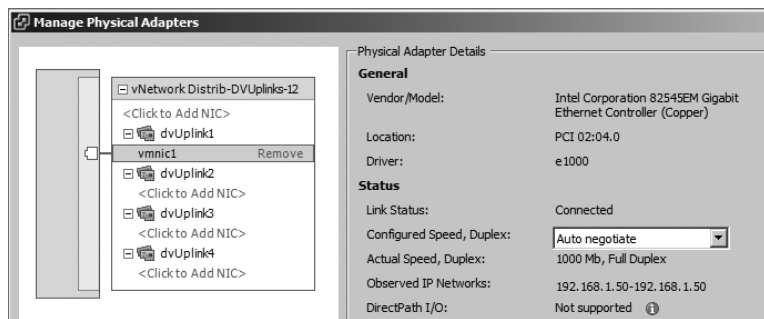 Manage Physical Adapters
vNetwork Distrib-DVUplinks-12
<Click to Add NIC>
dvUplink1
vmnic1 Remove
dvUplink2
<Click to Add NIC>
dvUplink3
<Click to Add NIC>
dvUplink4
<Click to Add NIC>
Physical Adapter Details
General
Vendor/Model: Intel Corporation 82545EM Gigabit
Ethernet Controller (Copper)
Location: PCI 02:04.0
Driver: e1000
Status
Link Status: Connected
Configured Speed, Duplex: Auto negotiate
Actual Speed, Duplex: 1000 Mb, Full Duplex
Observed IP Networks: 192.168.1.50-192.168.1.50
DirectPath I/O: Not supported